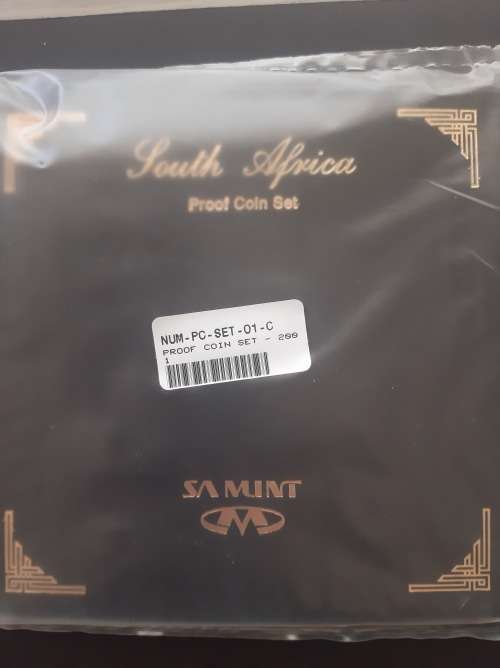 South Africa
Proof Coin Set
NUM-PC-SET-01-C
PROOF COIN SET - 200
1
SA MINT